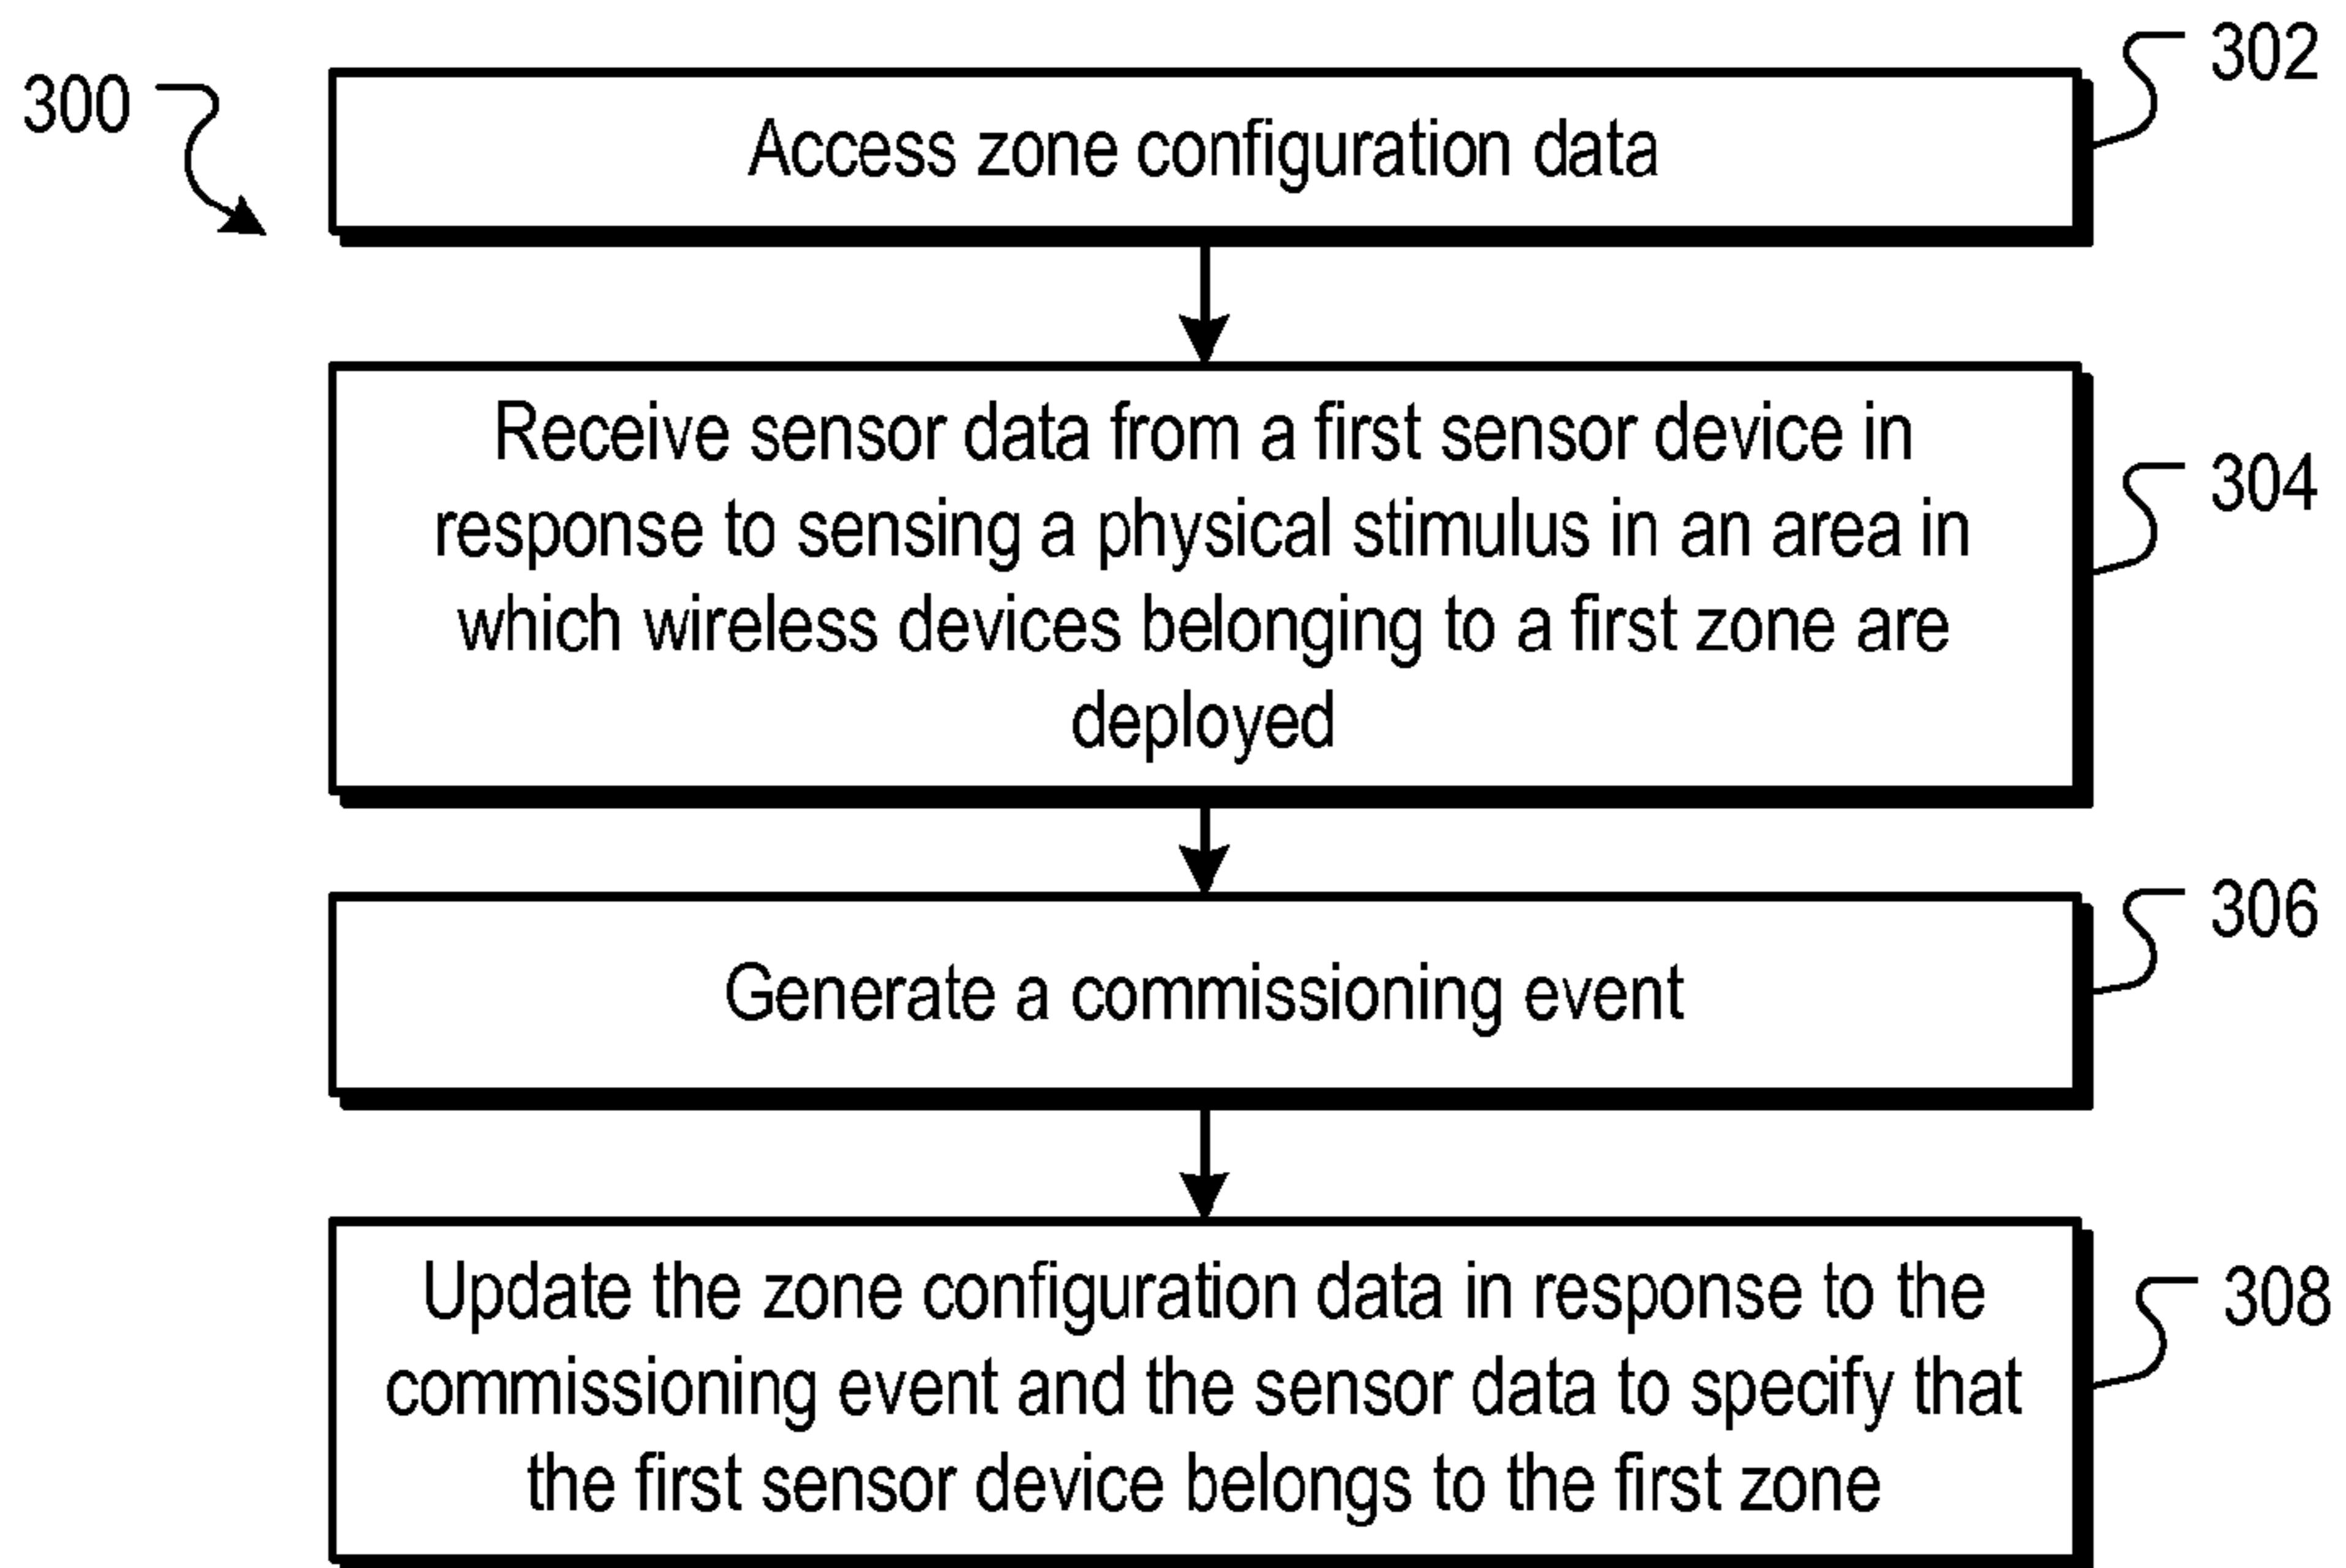 300
302
Access zone configuration data
Receive sensor data from a first sensor device in
response to sensing a physical stimulus in an area in
which wireless devices belonging to a first zone are
deployed
304
306
Generate a commissioning event
Update the zone configuration data in response to the
commissioning event and the sensor data to specify that
the first sensor device belongs to the first zone
308